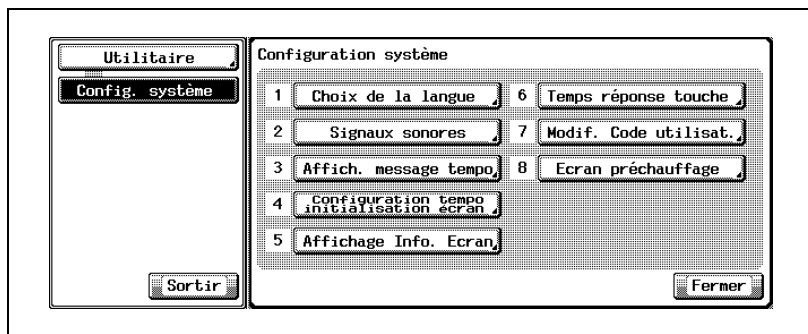 Utilitaire
Config. système
Sortir
Configuration système
1 Choix de la langue
2 Signaux sonores
3 Affich. message tempo
4 Configuration tempo
initialisation écran
5 Affichage Info. Ecran
6 Temps réponse touche
7 Modif. Code utilisat.
8 Ecran préchauffage
Fermer